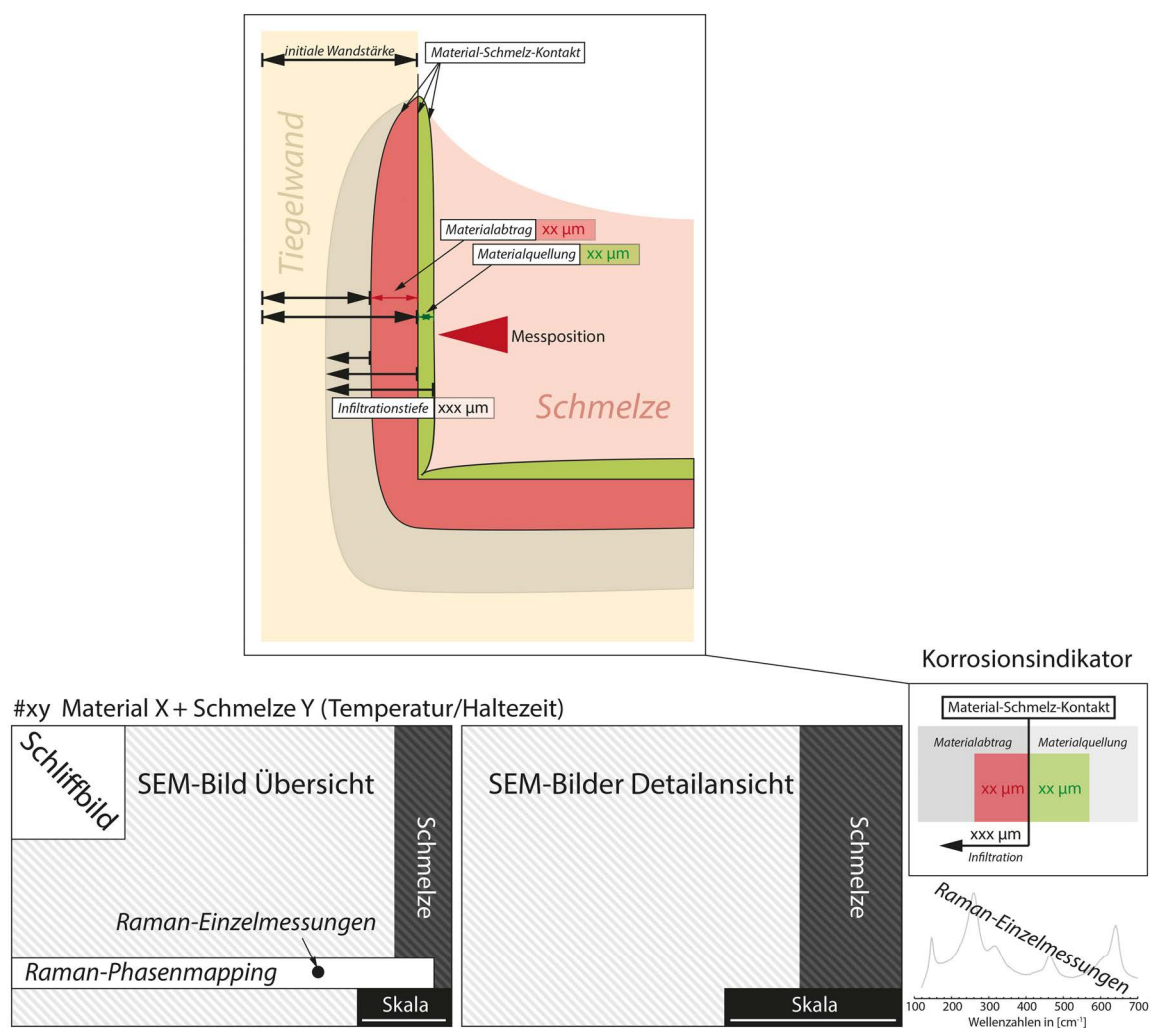 initiale Wandstärke
Material-Schmelz-Kontakt
Tiegelwand
Materialabtrag xx µm
Materialquellung xx µm
Messposition
Infiltrationstiefe xxx µm
Schmelze
Korrosionsindikator
#xy Material X + Schmelze Y (Temperatur/Haltezeit)
Schliffbild
SEM-Bild Übersicht
Schmelze
Raman-Einzelmessungen
Raman-Phasenmapping
Skala
SEM-Bilder Detailansicht
Schmelze
Skala
Material-Schmelz-Kontakt
Materialabtrag Materialquellung
xx µm xx µm
xxx µm
Infiltration
Raman-Einzelmessungen
100 200 300 400 500 600 700
Wellenzahlen in [cm⁻¹]